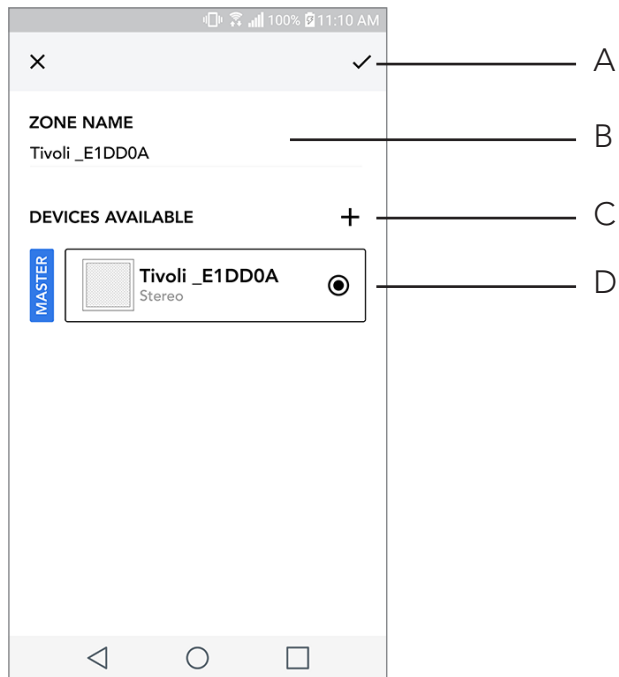 100% 11:10 AM
A
ZONE NAME
B
Tivoli _E1DD0A
DEVICES AVAILABLE
C
MASTER
Tivoli _E1DD0A
D
Stereo